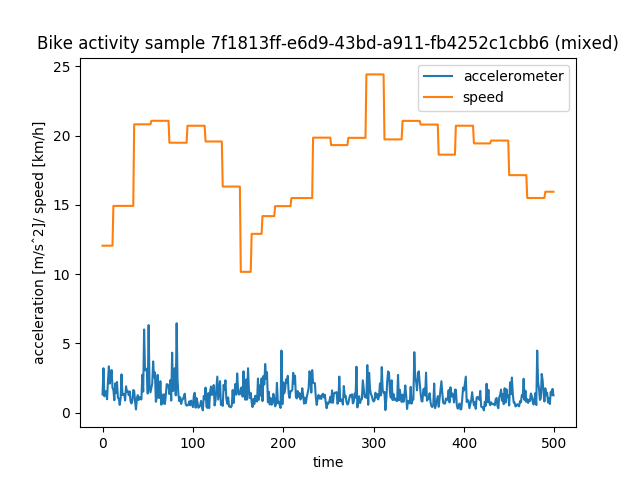 Bike activity sample 7f1813ff-e6d9-43bd-a911-fb4252c1cbb6 (mixed)
accelerometer
speed
acceleration [m/s^2]/ speed [km/h]
25
20
15
10
5
0
0 100 200 300 400 500
time